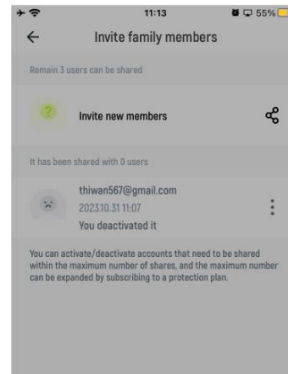 11:13
55%
Invite family members
Remain 3 users can be shared
?
Invite new members
It has been shared with 0 users
thiwan567@gmail.com
2023.10.31 11:07
You deactivated it
You can activate/deactivate accounts that need to be shared
within the maximum number of shares, and the maximum number
can be expanded by subscribing to a protection plan.